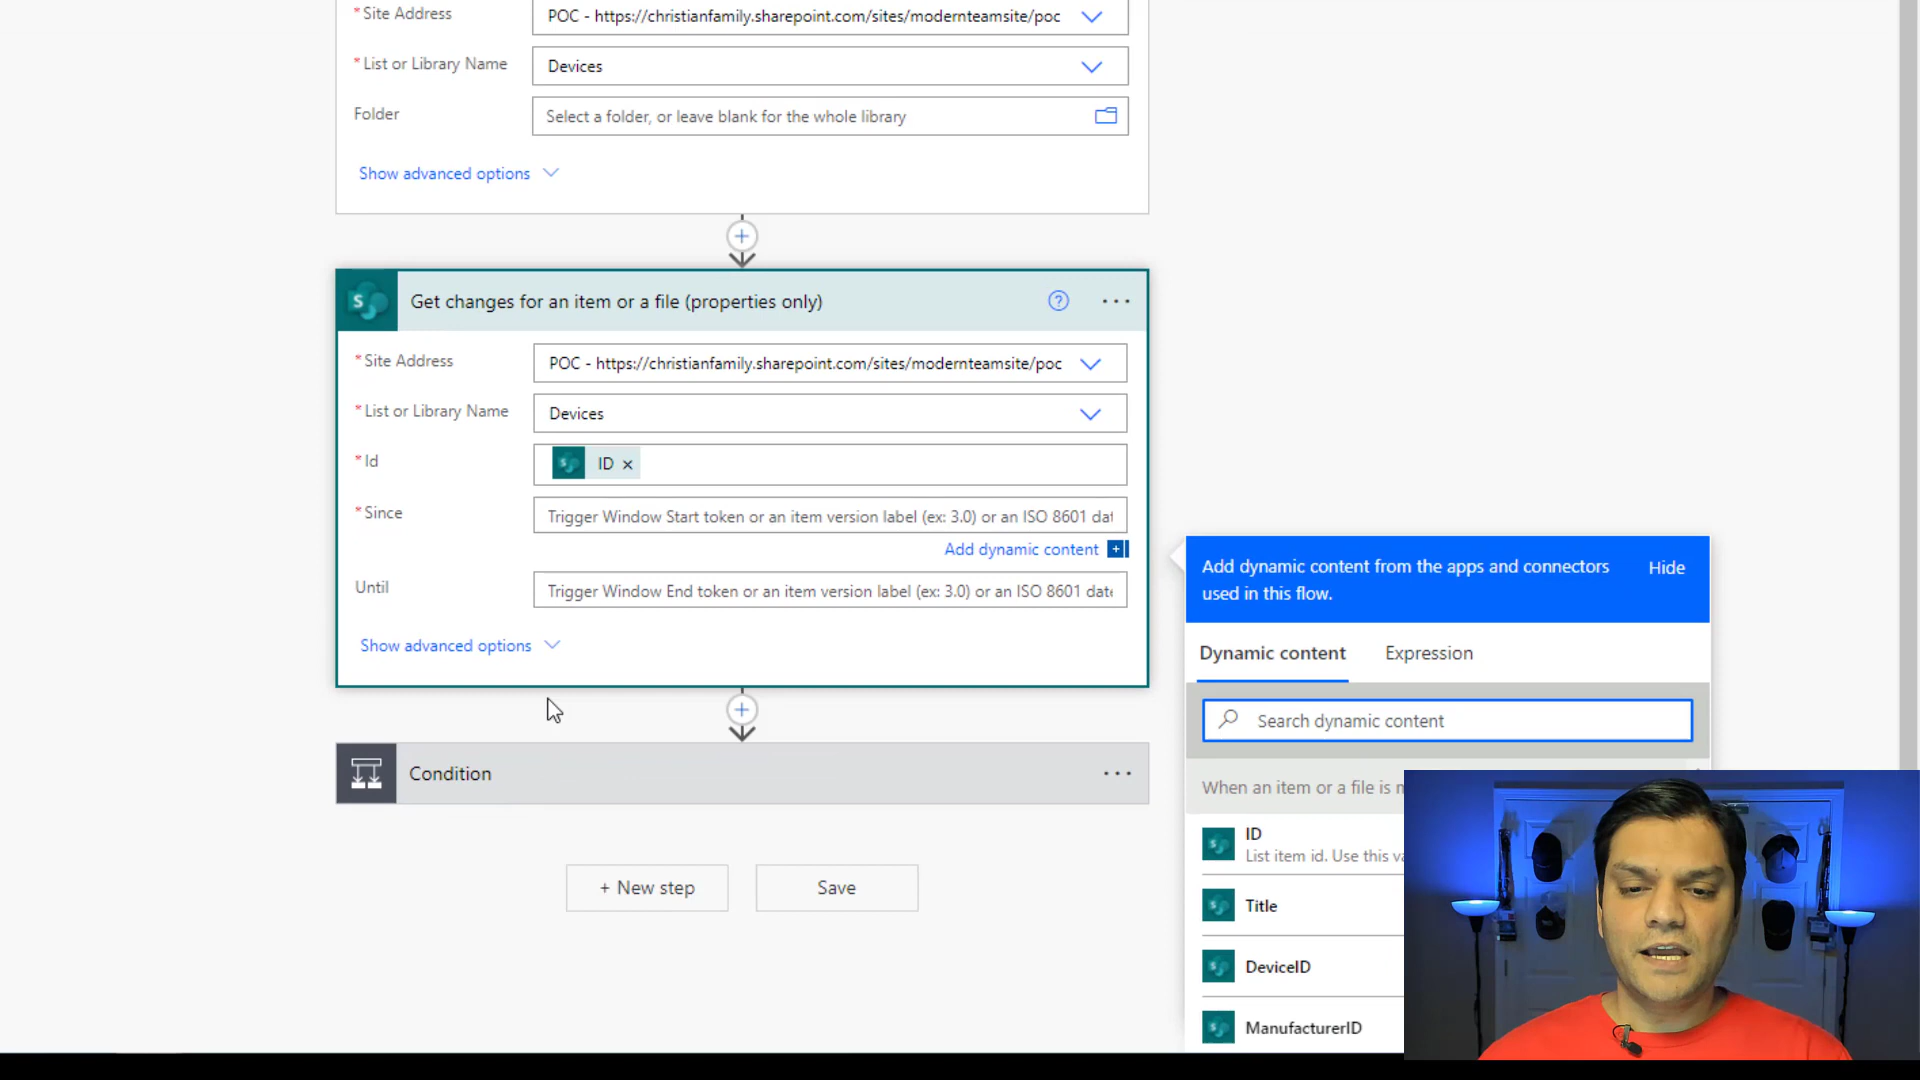 * Site Address
POC - https://christianfamily.sharepoint.com/sites/modernteamsite/poc
* List or Library Name
Devices
Folder
Select a folder, or leave blank for the whole library
Show advanced options
Get changes for an item or a file (properties only)
* Site Address
POC - https://christianfamily.sharepoint.com/sites/modernteamsite/poc
* List or Library Name
Devices
* Id
ID ×
* Since
Trigger Window Start token or an item version label (ex: 3.0) or an ISO 8601 dat
Add dynamic content
Until
Trigger Window End token or an item version label (ex: 3.0) or an ISO 8601 date
Show advanced options
Condition
+ New step
Save
Add dynamic content from the apps and connectors
used in this flow.
Hide
Dynamic content
Expression
Search dynamic content
When an item or a file is
ID
List item id. Use this va
Title
DeviceID
ManufacturerID